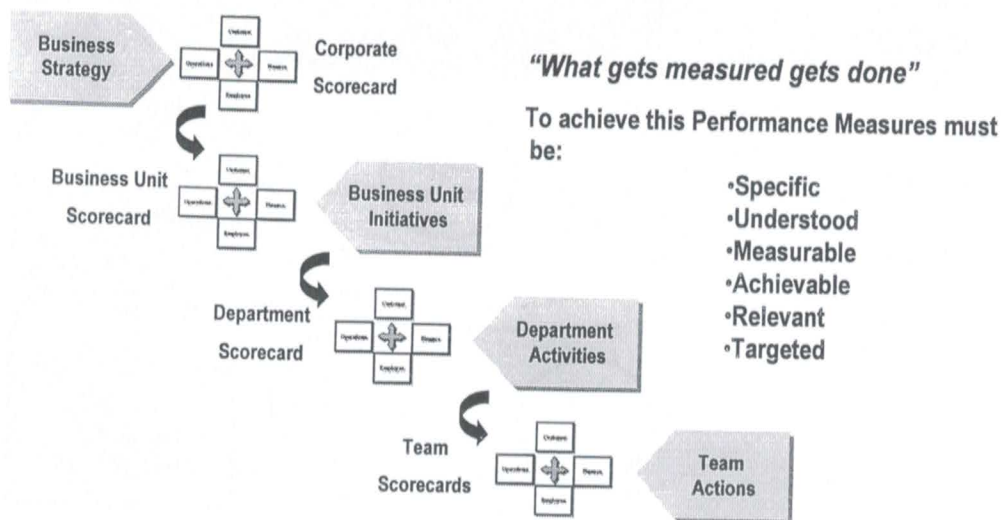 Business
Strategy
Corporate
Scorecard
"What gets measured gets done"
To achieve this Performance Measures must
be:
•Specific
•Understood
•Measurable
•Achievable
•Relevant
•Targeted
Business Unit
Scorecard
Business Unit
Initiatives
Department
Scorecard
Department
Activities
Team
Scorecards
Team
Actions